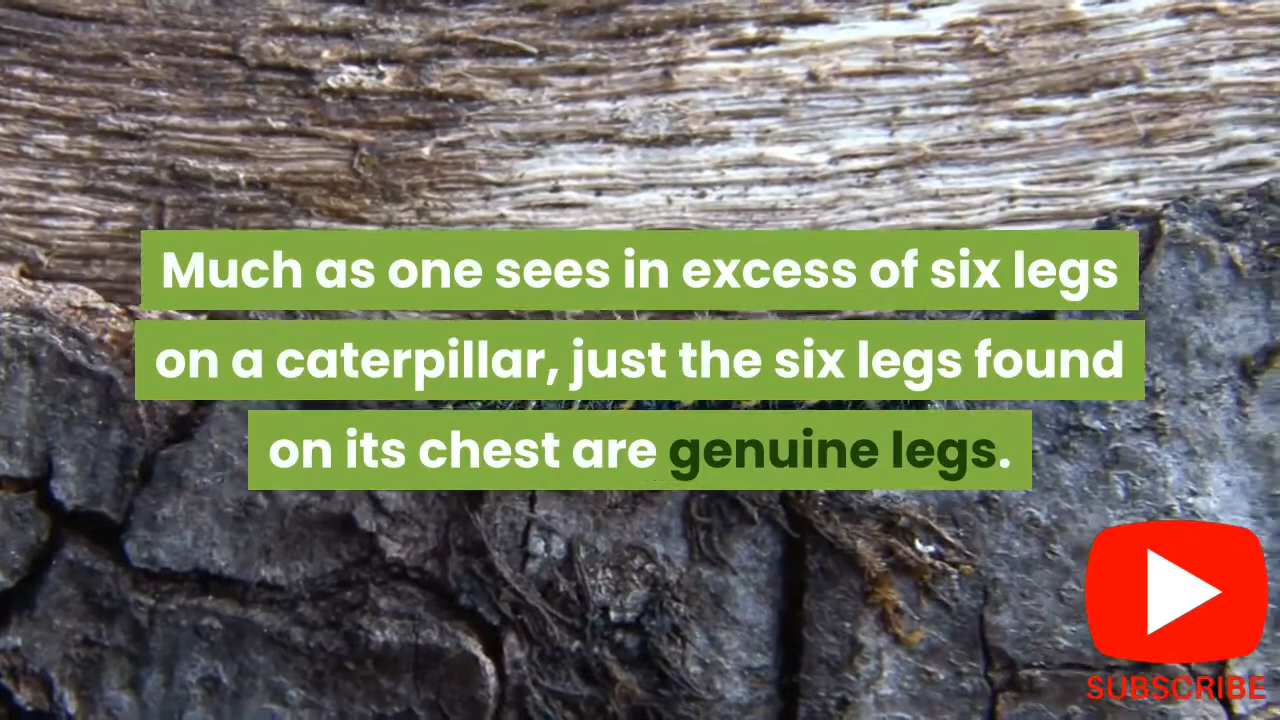 Much as one sees in excess of six legs
on a caterpillar, just the six legs found
on its chest are genuine legs.
SUBSCRIBE